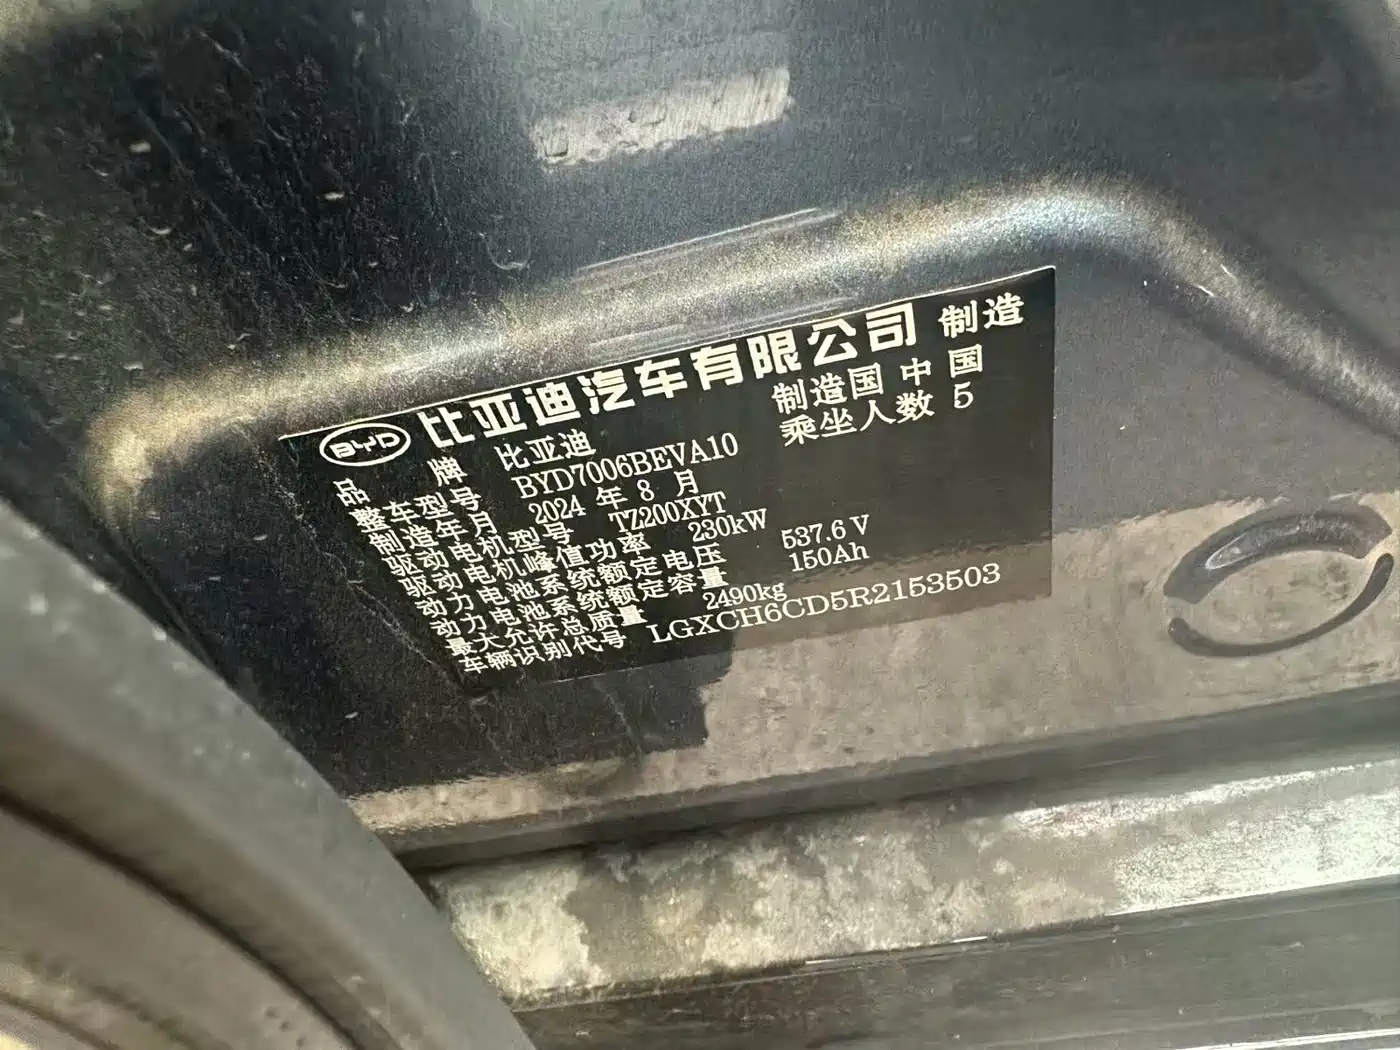 BYD 比亚迪汽车有限公司 制造
品牌 比亚迪 制造国 中国
整车型号 BYD7006BEVA10 乘坐人数 5
制造年月 2024 年 8 月
驱动电机型号 TZ200XYT
驱动电机峰值功率 230kW
动力电池系统额定电压 537.6 V
动力电池系统额定容量 150Ah
最大允许总质量 2490kg
车辆识别代号 LGXCH6CD5R2153503